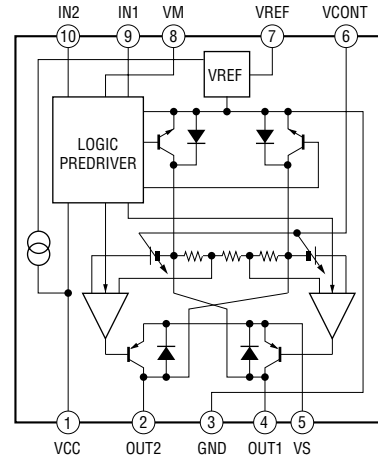 IN2 IN1 VM VREF VCONT
10 9 8 7 6
VREF
LOGIC
PREDRIVER
1 2 3 4 5
VCC OUT2 GND OUT1 VS